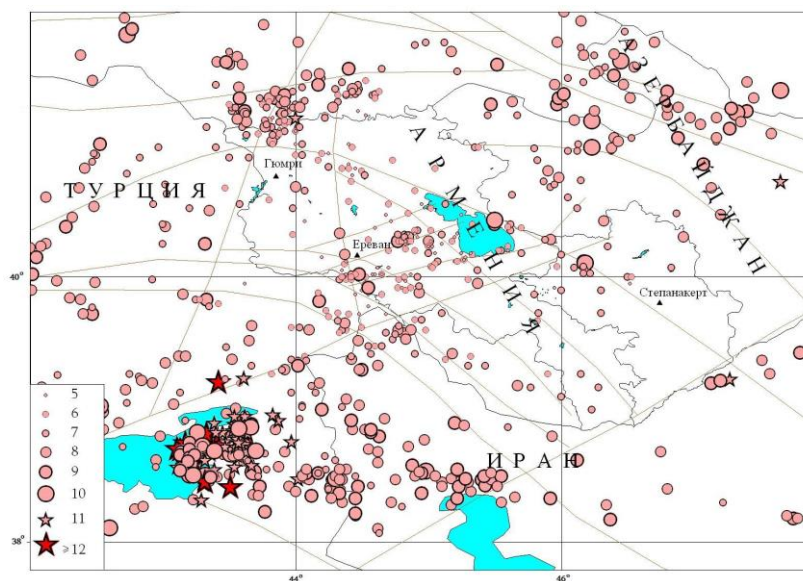 АЗЕРБАЙДЖАН
АРМЕНИЯ
Гюмри
ТУРЦИЯ
Ереван
40°
Степанакерт
ИРАН
5
6
7
8
9
10
11
≥12
38°
44°
46°